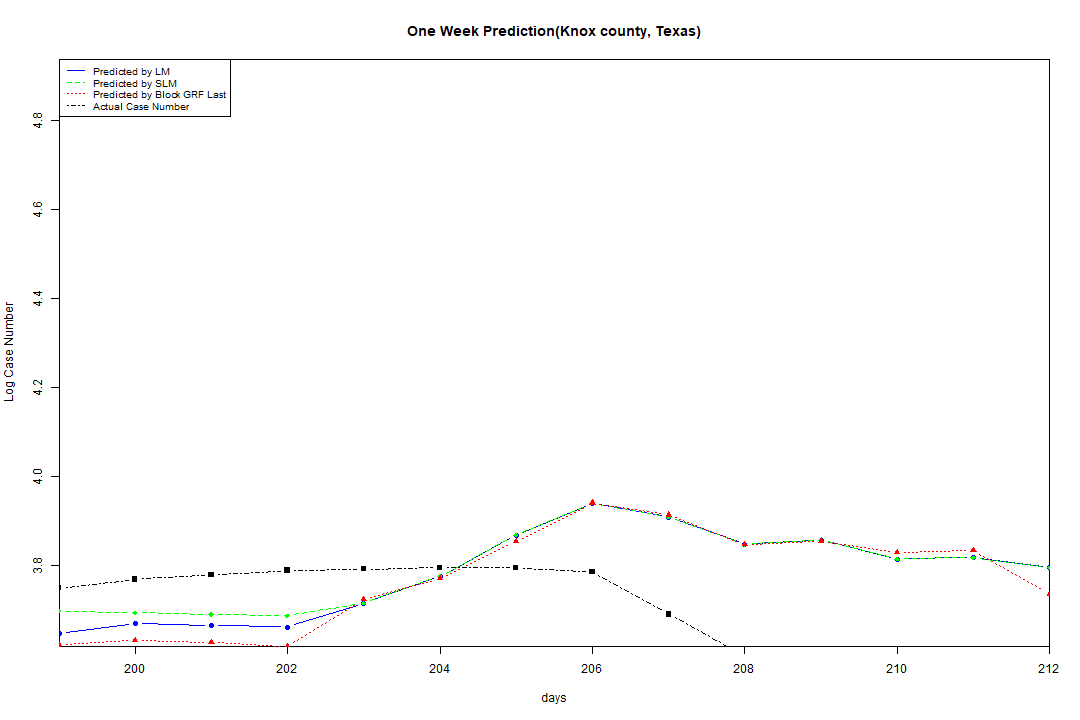 One Week Prediction(Knox county, Texas)
Predicted by LM
Predicted by SLM
Predicted by Block GRF Last
Actual Case Number
Log Case Number
4.8
4.6
4.4
4.2
4.0
3.8
200 202 204 206 208 210 212
days